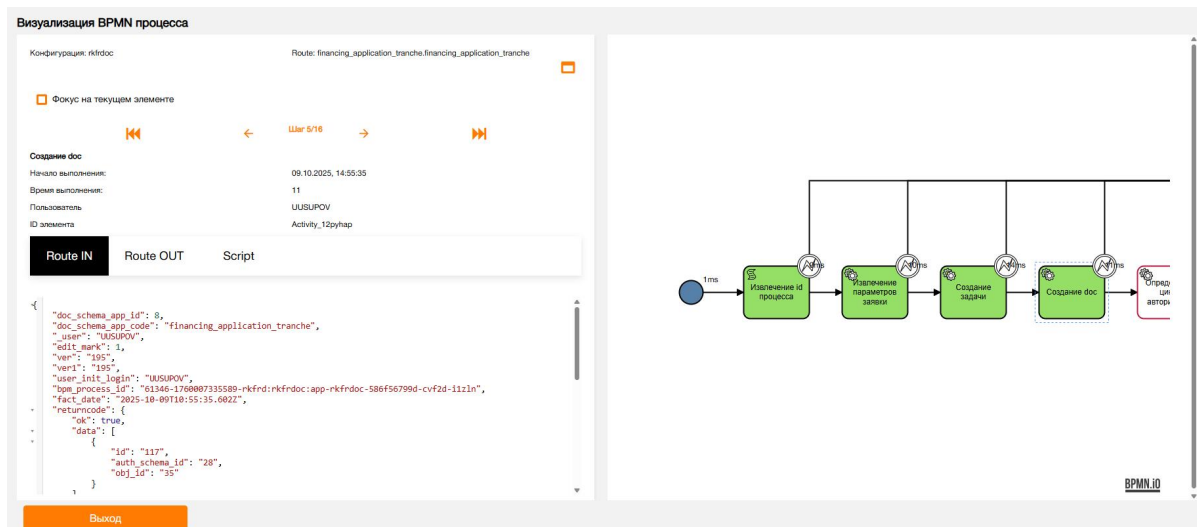 Визуализация BPMN процесса
Конфигурация: rkfrdoc
Route: financing_application_tranche.financing_application_tranche
Фокус на текущем элементе
Шаг 5/16
Создание doc
Начало выполнения: 09.10.2025, 14:55:35
Время выполнения: 11
Пользователь UUSUPOV
ID элемента Activity_12pyhap
Route IN Route OUT Script
{
"doc_schema_app_id": 8,
"doc_schema_app_code": "financing_application_tranche",
"_user": "UUSUPOV",
"edit_mark": 1,
"ver": "195",
"ver1": "195",
"user_init_login": "UUSUPOV",
"bpm_process_id": "61346-1760007335589-rkfrd:rkfrdoc:app-rkfrdoc-586f56799d-cvf2d-i1zln",
"fact_date": "2025-10-09T10:55:35.602Z",
"returncode": {
"ok": true,
"data": [
{
"id": "117",
"auth_schema_id": "28",
"obj_id": "35"
}
]
Выход
1ms
Извлечение id
процесса
Извлечение
параметров
заявки
Создание
задачи
Создание doc
BPMN.iO